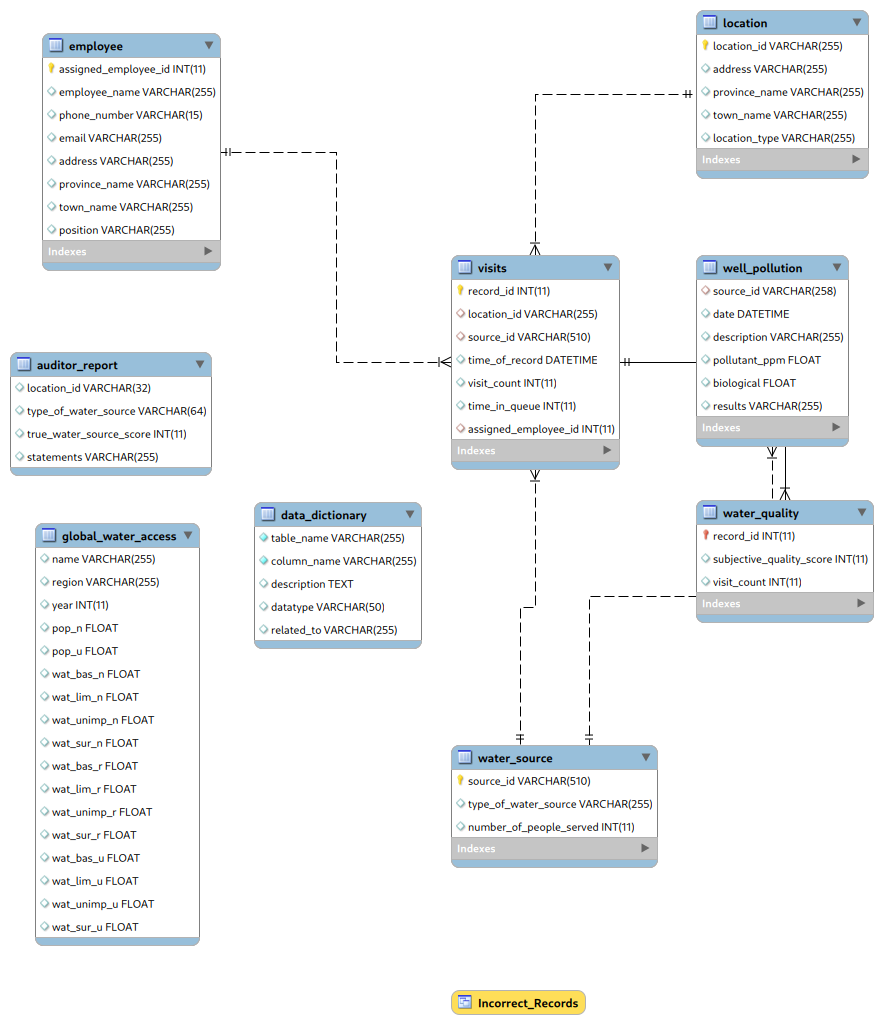 employee
assigned_employee_id INT(11)
employee_name VARCHAR(255)
phone_number VARCHAR(15)
email VARCHAR(255)
address VARCHAR(255)
province_name VARCHAR(255)
town_name VARCHAR(255)
position VARCHAR(255)
Indexes
location
location_id VARCHAR(255)
address VARCHAR(255)
province_name VARCHAR(255)
town_name VARCHAR(255)
location_type VARCHAR(255)
Indexes
visits
record_id INT(11)
location_id VARCHAR(255)
source_id VARCHAR(510)
time_of_record DATETIME
visit_count INT(11)
time_in_queue INT(11)
assigned_employee_id INT(11)
Indexes
well_pollution
source_id VARCHAR(258)
date DATETIME
description VARCHAR(255)
pollutant_ppm FLOAT
biological FLOAT
results VARCHAR(255)
Indexes
auditor_report
location_id VARCHAR(32)
type_of_water_source VARCHAR(64)
true_water_source_score INT(11)
statements VARCHAR(255)
data_dictionary
table_name VARCHAR(255)
column_name VARCHAR(255)
description TEXT
datatype VARCHAR(50)
related_to VARCHAR(255)
water_quality
record_id INT(11)
subjective_quality_score INT(11)
visit_count INT(11)
Indexes
global_water_access
name VARCHAR(255)
region VARCHAR(255)
year INT(11)
pop_n FLOAT
pop_u FLOAT
wat_bas_n FLOAT
wat_lim_n FLOAT
wat_unimp_n FLOAT
wat_sur_n FLOAT
wat_bas_r FLOAT
wat_lim_r FLOAT
wat_unimp_r FLOAT
wat_sur_r FLOAT
wat_bas_u FLOAT
wat_lim_u FLOAT
wat_unimp_u FLOAT
wat_sur_u FLOAT
water_source
source_id VARCHAR(510)
type_of_water_source VARCHAR(255)
number_of_people_served INT(11)
Indexes
Incorrect_Records